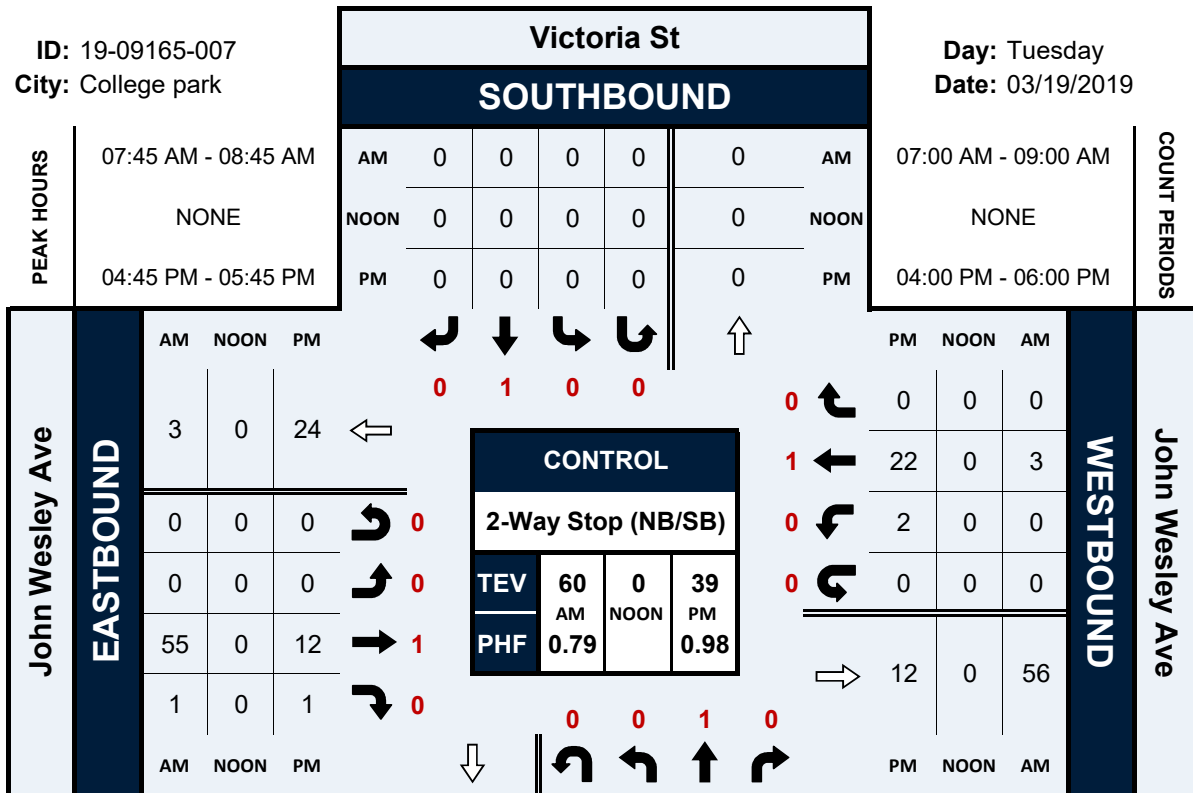 Victoria St
ID: 19-09165-007
City: College park
Day: Tuesday
Date: 03/19/2019
SOUTHBOUND
PEAK HOURS
07:45 AM - 08:45 AM
NONE
04:45 PM - 05:45 PM
AM 0 0 0 0 0 AM
NOON 0 0 0 0 0 NOON
PM 0 0 0 0 0 PM
07:00 AM - 09:00 AM
NONE
04:00 PM - 06:00 PM
COUNT PERIODS
0 1 0 0
John Wesley Ave
EASTBOUND
AM NOON PM
3 0 24
0 0 0 0
0 0 0 0
55 0 12 1
1 0 1 0
AM NOON PM
CONTROL
2-Way Stop (NB/SB)
TEV 60 0 39
AM NOON PM
PHF 0.79 0.98
PM NOON AM
0 0 0 0
1 22 0 3
0 2 0 0
0 0 0 0
12 0 56
PM NOON AM
WESTBOUND
John Wesley Ave
0 0 1 0